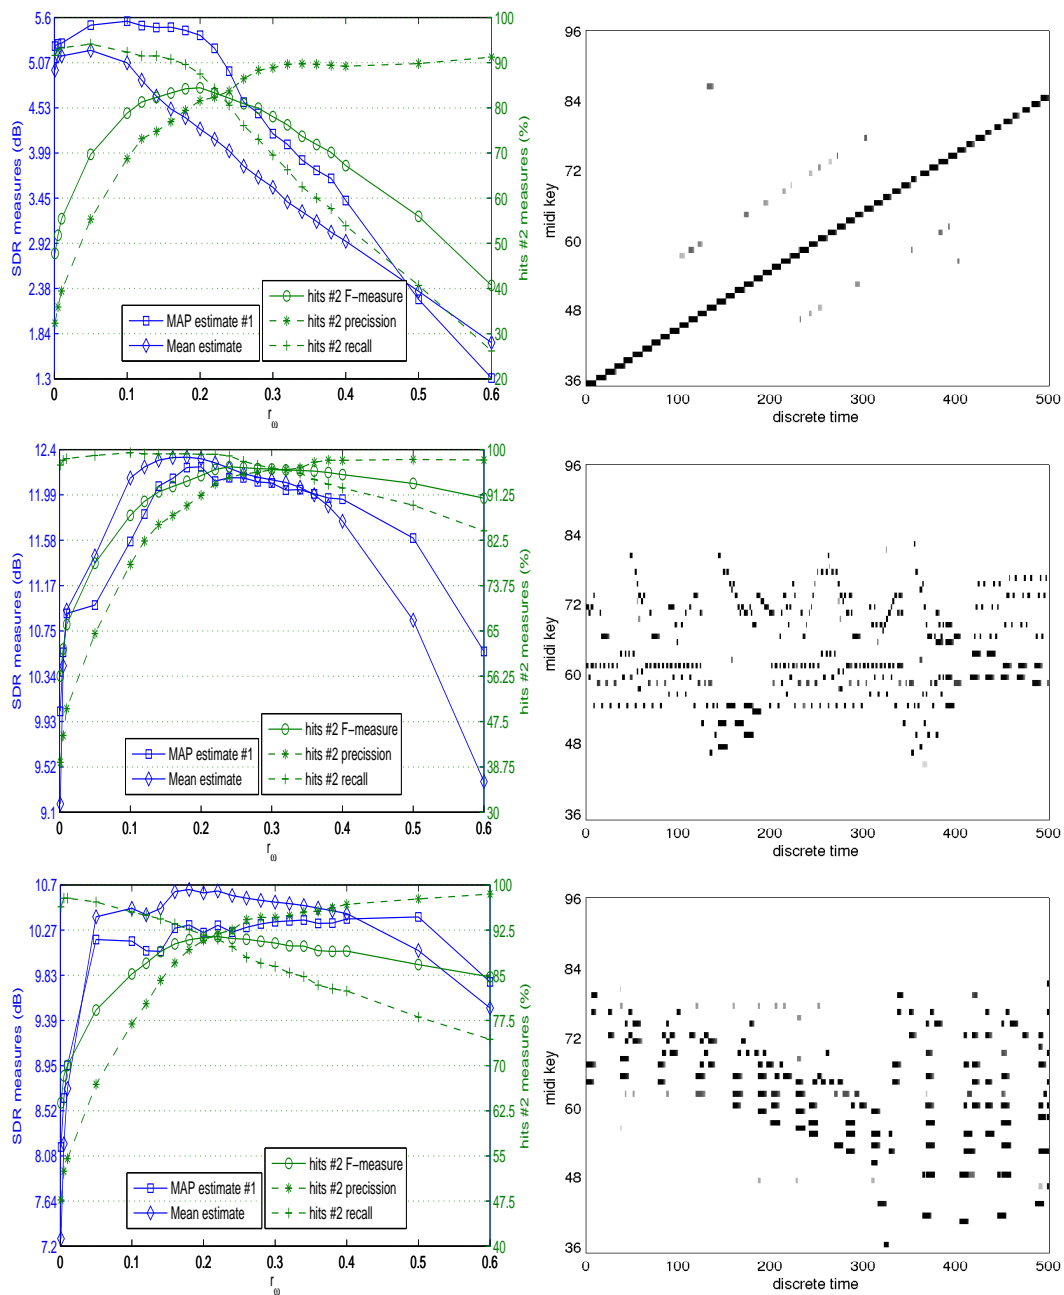 5.6
5.07
4.53
3.99
3.45
2.92
2.38
1.84
1.3
SDR measures (dB)
100
90
80
70
60
50
40
30
20
hits #2 measures (%)
MAP estimate #1
Mean estimate
hits #2 F-measure
hits #2 precission
hits #2 recall
0 0.1 0.2 0.3 0.4 0.5 0.6
r_ω
96
84
72
60
48
36
midi key
0 100 200 300 400 500
discrete time
12.4
11.99
11.58
11.17
10.75
10.34
9.93
9.52
9.1
SDR measures (dB)
100
91.25
82.5
73.75
65
56.25
47.5
38.75
30
hits #2 measures (%)
MAP estimate #1
Mean estimate
hits #2 F-measure
hits #2 precission
hits #2 recall
0 0.1 0.2 0.3 0.4 0.5 0.6
r_ω
96
84
72
60
48
36
midi key
0 100 200 300 400 500
discrete time
10.7
10.27
9.83
9.39
8.95
8.52
8.08
7.64
7.2
SDR measures (dB)
100
92.5
85
77.5
70
62.5
55
47.5
40
hits #2 measures (%)
MAP estimate #1
Mean estimate
hits #2 F-measure
hits #2 precission
hits #2 recall
0 0.1 0.2 0.3 0.4 0.5 0.6
r_ω
96
84
72
60
48
36
midi key
0 100 200 300 400 500
discrete time